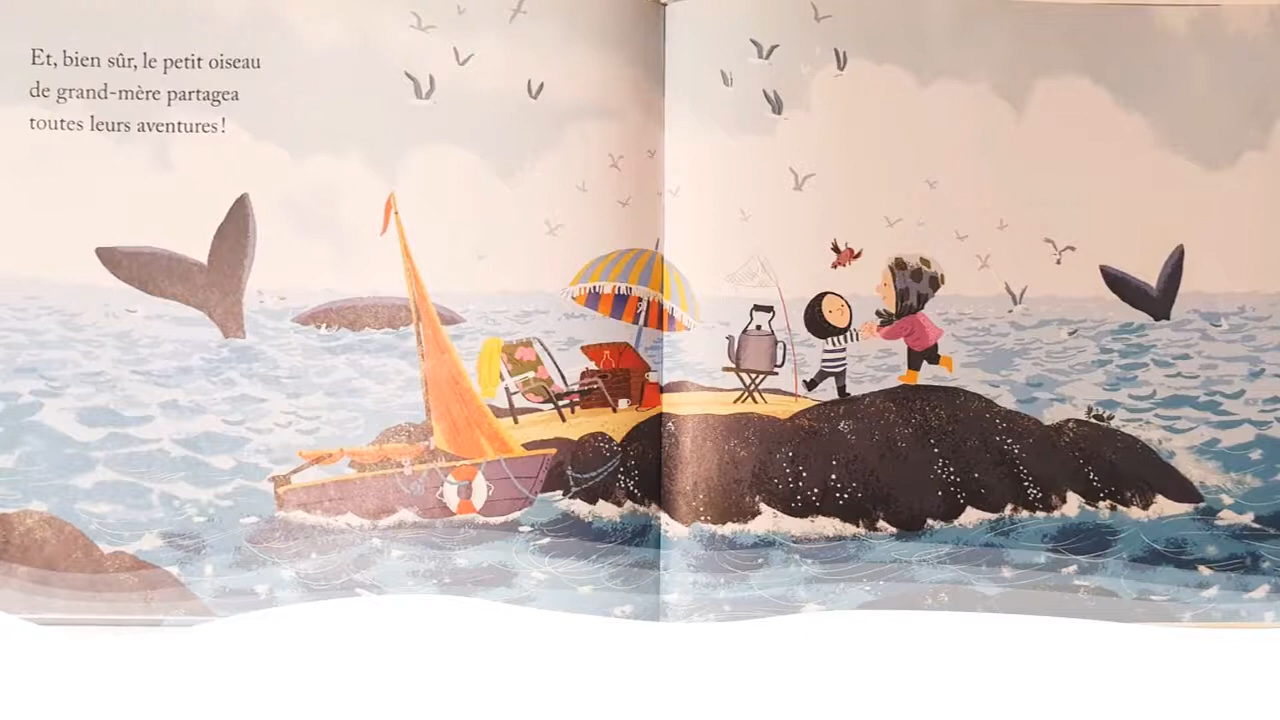 Et, bien sûr, le petit oiseau
de grand-mère partagea
toutes leurs aventures !